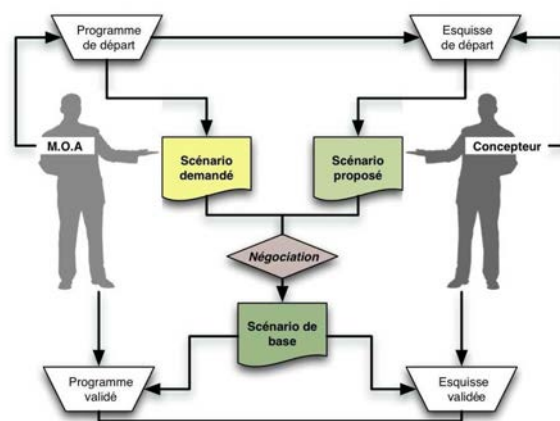 Programme
de départ
Esquisse
de départ
M.O.A
Scénario
demandé
Scénario
proposé
Concepteur
Négociation
Scénario de
base
Programme
validé
Esquisse
validée